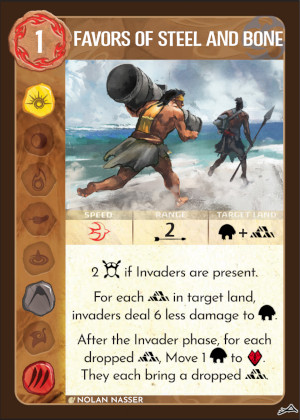 1
FAVORS OF STEEL AND BONE
SPEED
RANGE
TARGET LAND
2
+
2 if Invaders are present.
For each in target land,
invaders deal 6 less damage to .
After the Invader phase, for each
dropped , Move 1 to .
They each bring a dropped .
NOLAN NASSER